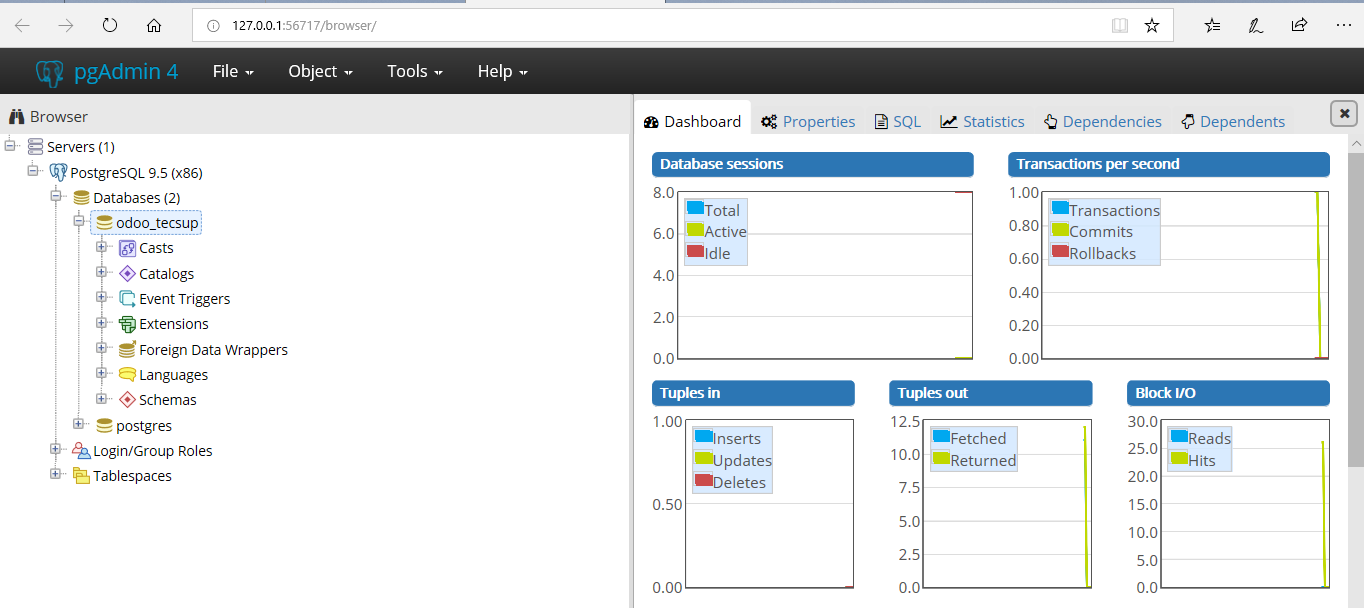 127.0.0.1:56717/browser/
pgAdmin 4 File Object Tools Help
Browser
Servers (1)
PostgreSQL 9.5 (x86)
Databases (2)
odoo_tecsup
Casts
Catalogs
Event Triggers
Extensions
Foreign Data Wrappers
Languages
Schemas
postgres
Login/Group Roles
Tablespaces
Dashboard Properties SQL Statistics Dependencies Dependents
Database sessions
8.0
6.0
4.0
2.0
0.0
Total
Active
Idle
Transactions per second
1.00
0.80
0.60
0.40
0.20
0.00
Transactions
Commits
Rollbacks
Tuples in
1.00
0.50
0.00
Inserts
Updates
Deletes
Tuples out
12.5
10.0
7.5
5.0
2.5
0.0
Fetched
Returned
Block I/O
30.0
25.0
20.0
15.0
10.0
5.0
0.0
Reads
Hits